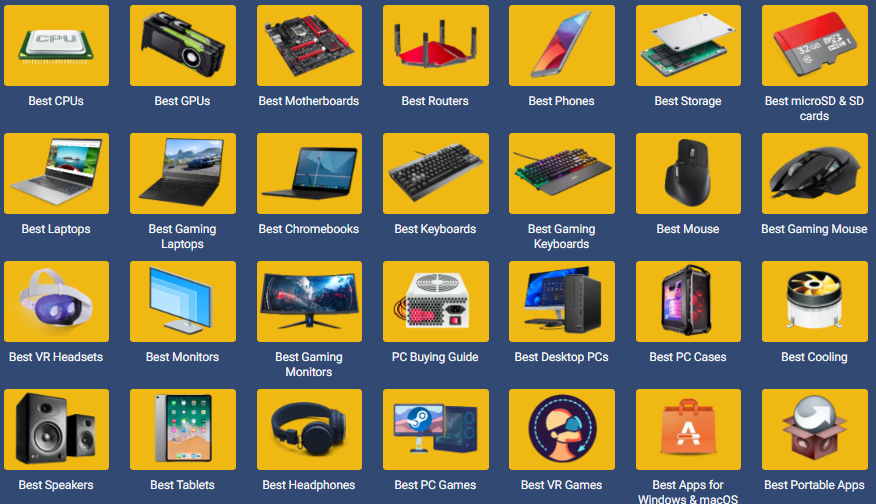 CPU
32GB microSD
Best CPUs
Best GPUs
Best Motherboards
Best Routers
Best Phones
Best Storage
Best microSD & SD
cards
Best Laptops
Best Gaming
Laptops
Best Chromebooks
Best Keyboards
Best Gaming
Keyboards
Best Mouse
Best Gaming Mouse
Best VR Headsets
Best Monitors
Best Gaming
Monitors
PC Buying Guide
Best Desktop PCs
Best PC Cases
Best Cooling
Best Speakers
Best Tablets
Best Headphones
Best PC Games
Best VR Games
Best Apps for
Windows & macOS
Best Portable Apps